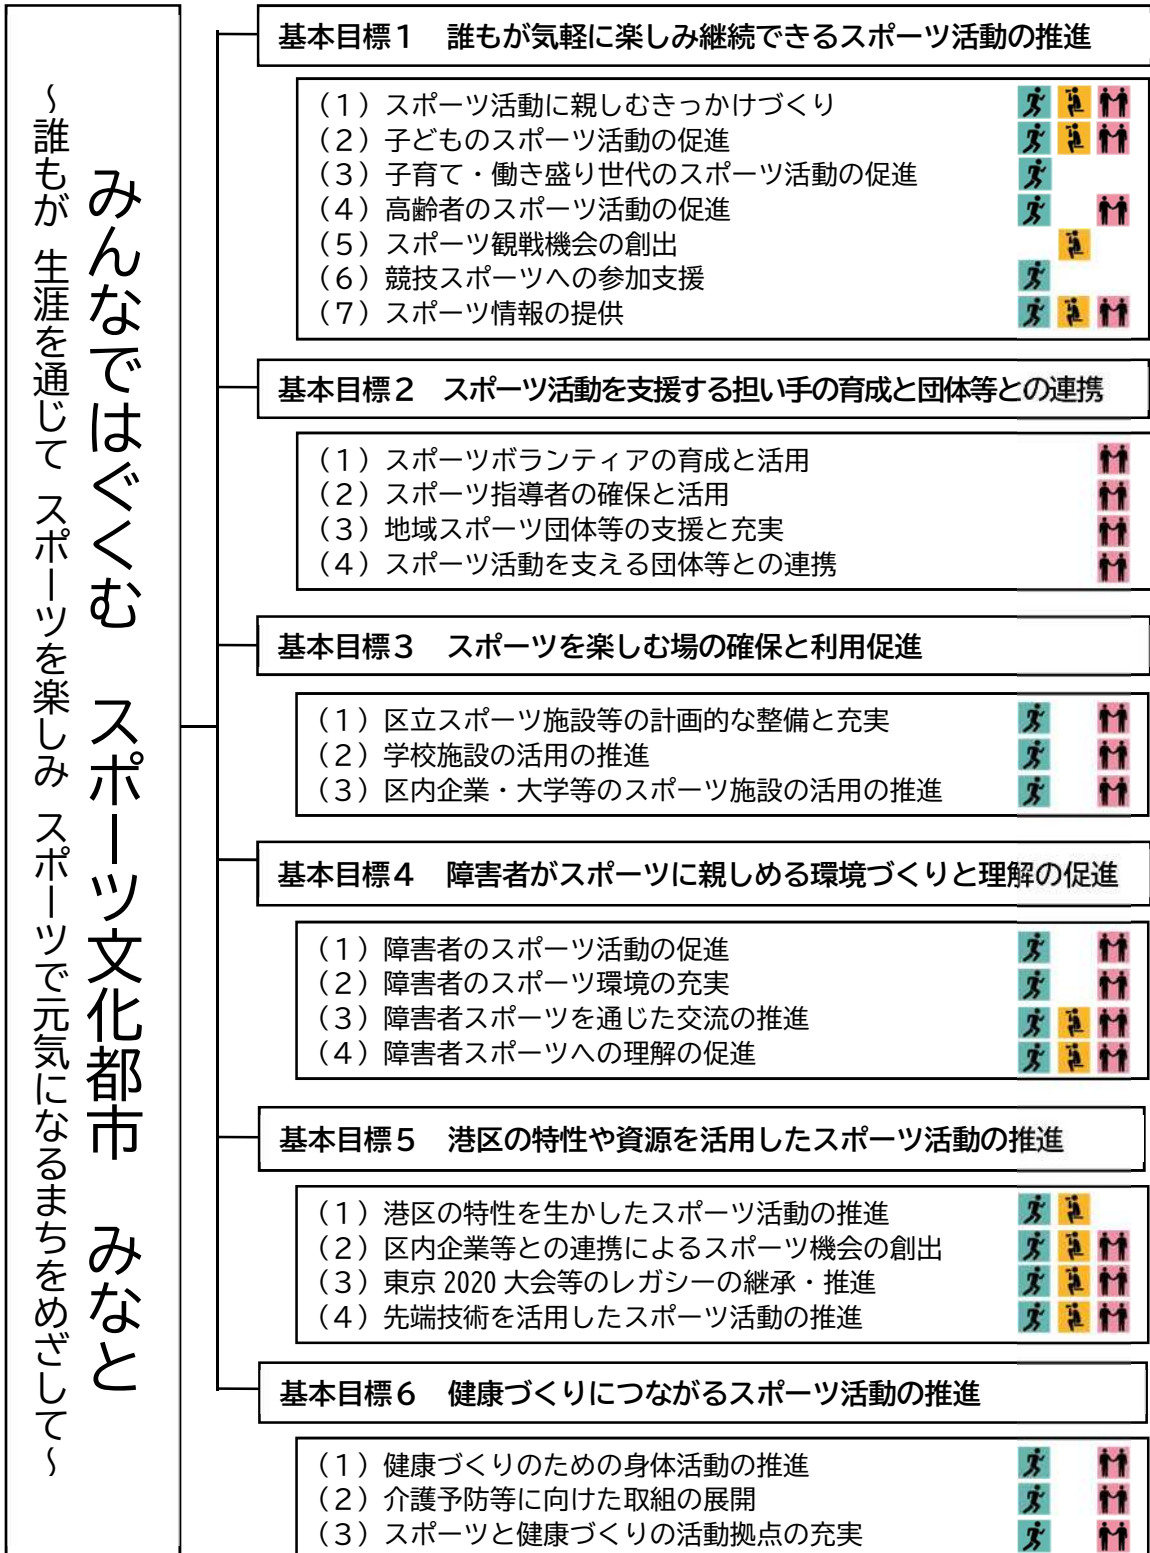 みんなではぐくむ スポーツ文化都市 みなと
～誰もが 生涯を通じて スポーツを楽しみ スポーツで元気になるまちをめざして～
基本目標１ 誰もが気軽に楽しみ継続できるスポーツ活動の推進
（１）スポーツ活動に親しむきっかけづくり
（２）子どものスポーツ活動の促進
（３）子育て・働き盛り世代のスポーツ活動の促進
（４）高齢者のスポーツ活動の促進
（５）スポーツ観戦機会の創出
（６）競技スポーツへの参加支援
（７）スポーツ情報の提供
基本目標２ スポーツ活動を支援する担い手の育成と団体等との連携
（１）スポーツボランティアの育成と活用
（２）スポーツ指導者の確保と活用
（３）地域スポーツ団体等の支援と充実
（４）スポーツ活動を支える団体等との連携
基本目標３ スポーツを楽しむ場の確保と利用促進
（１）区立スポーツ施設等の計画的な整備と充実
（２）学校施設の活用の推進
（３）区内企業・大学等のスポーツ施設の活用の推進
基本目標４ 障害者がスポーツに親しめる環境づくりと理解の促進
（１）障害者のスポーツ活動の促進
（２）障害者のスポーツ環境の充実
（３）障害者スポーツを通じた交流の推進
（４）障害者スポーツへの理解の促進
基本目標５ 港区の特性や資源を活用したスポーツ活動の推進
（１）港区の特性を生かしたスポーツ活動の推進
（２）区内企業等との連携によるスポーツ機会の創出
（３）東京 2020 大会等のレガシーの継承・推進
（４）先端技術を活用したスポーツ活動の推進
基本目標６ 健康づくりにつながるスポーツ活動の推進
（１）健康づくりのための身体活動の推進
（２）介護予防等に向けた取組の展開
（３）スポーツと健康づくりの活動拠点の充実